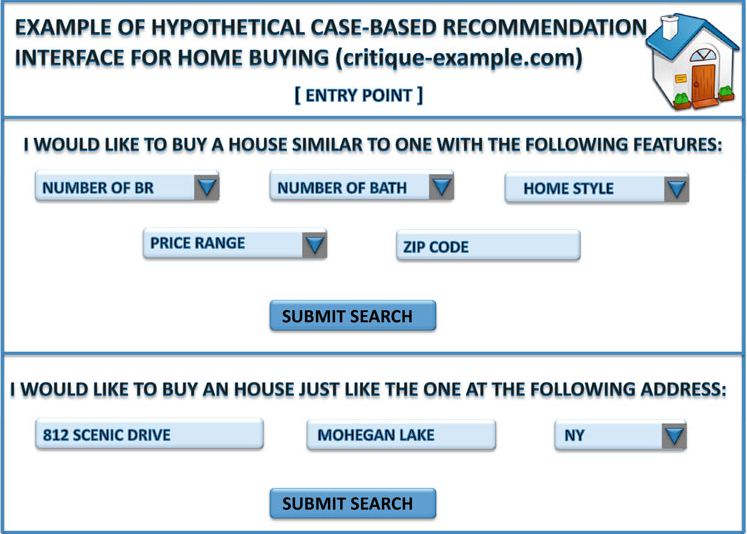 EXAMPLE OF HYPOTHETICAL CASE-BASED RECOMMENDATION
INTERFACE FOR HOME BUYING (critique-example.com)
[ ENTRY POINT ]
I WOULD LIKE TO BUY A HOUSE SIMILAR TO ONE WITH THE FOLLOWING FEATURES:
NUMBER OF BR
NUMBER OF BATH
HOME STYLE
PRICE RANGE
ZIP CODE
SUBMIT SEARCH
I WOULD LIKE TO BUY AN HOUSE JUST LIKE THE ONE AT THE FOLLOWING ADDRESS:
812 SCENIC DRIVE
MOHEGAN LAKE
NY
SUBMIT SEARCH